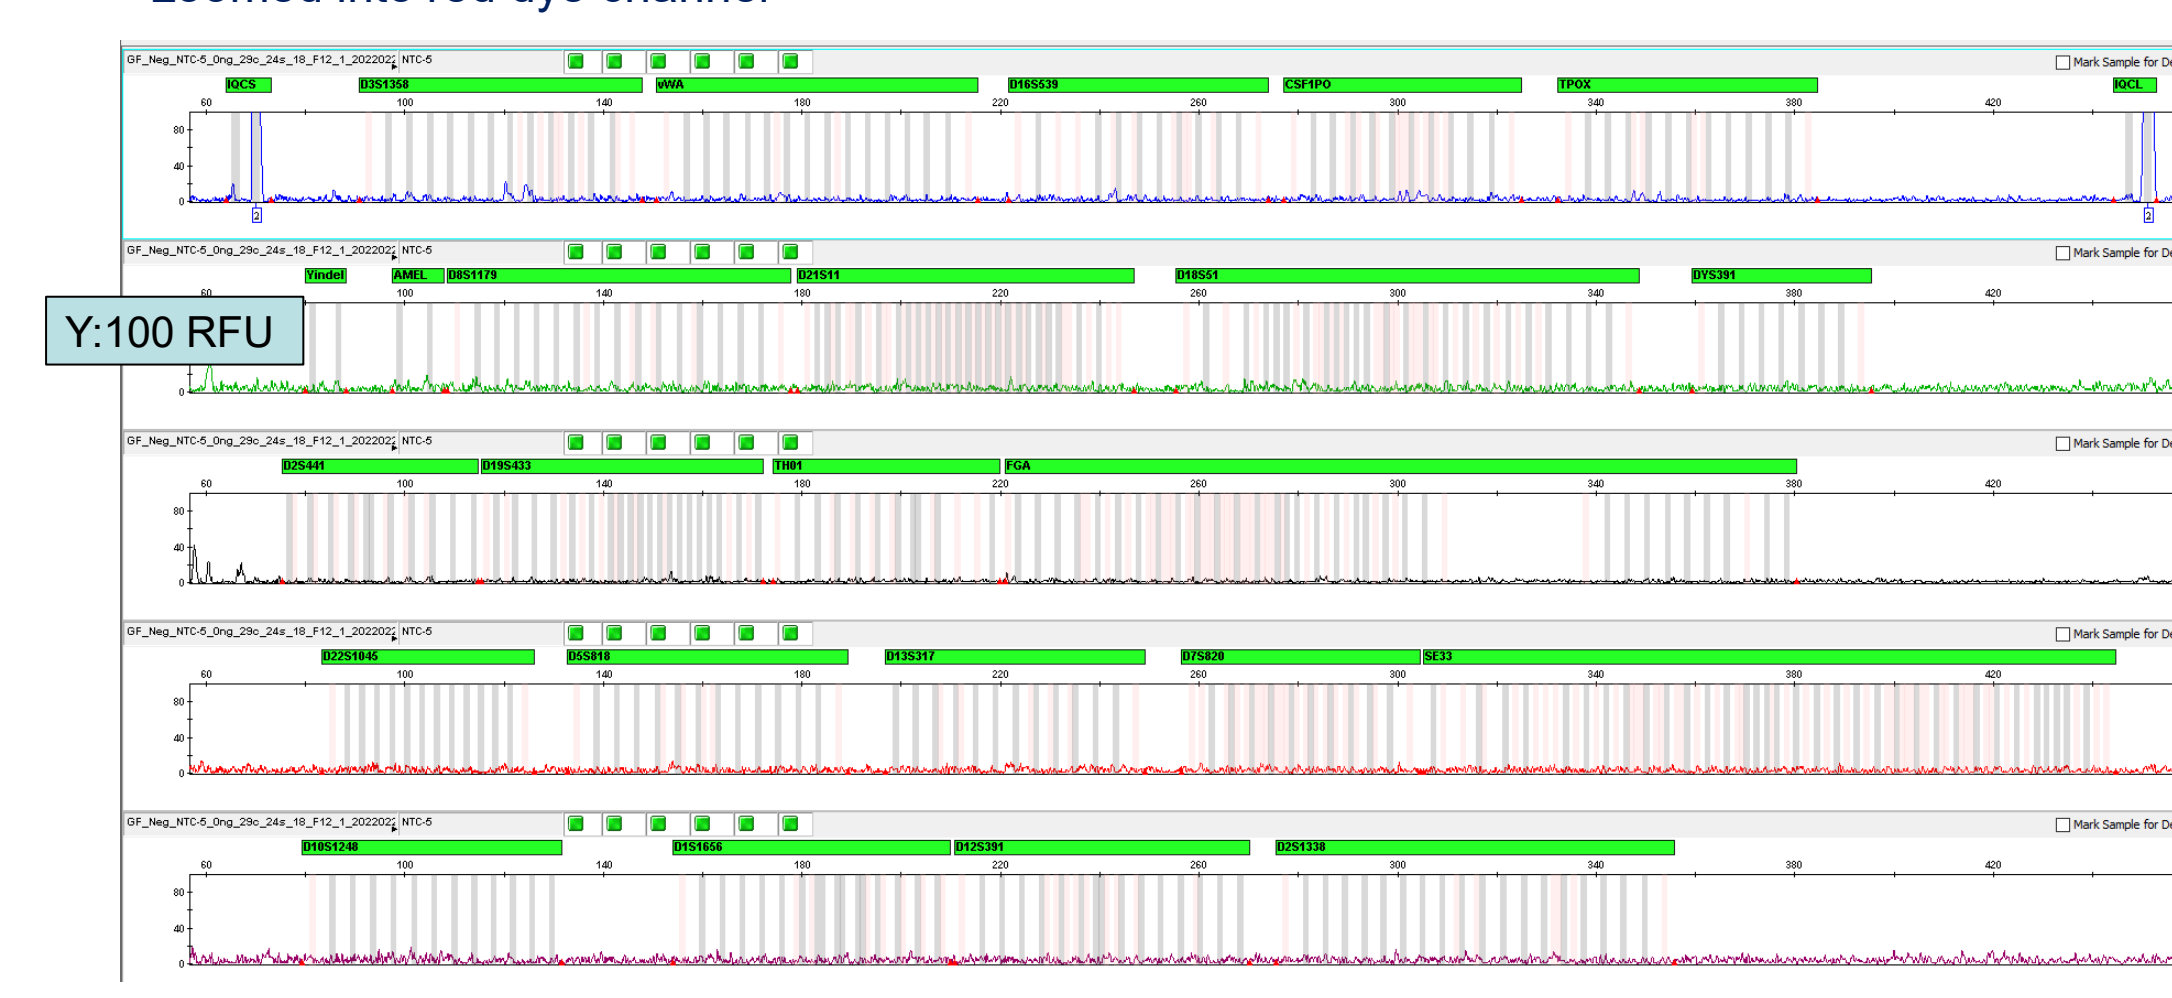 Zoomed into red dye channel
GF_Neg_NTC-5_0ng_29c_24s_18_F12_1_2022022 NTC-5 Mark Sample for De
IQCS D3S1358 vWA D16S539 CSF1PO TPOX IQCL
60 100 140 180 220 260 300 340 380 420
80
40
0
2 2
GF_Neg_NTC-5_0ng_29c_24s_18_F12_1_2022022 NTC-5 Mark Sample for De
Yindel AMEL D8S1179 D21S11 D18S51 DYS391
60 100 140 180 220 260 300 340 380 420
Y:100 RFU
0
GF_Neg_NTC-5_0ng_29c_24s_18_F12_1_2022022 NTC-5 Mark Sample for De
D2S441 D19S433 TH01 FGA
60 100 140 180 220 260 300 340 380 420
80
40
0
GF_Neg_NTC-5_0ng_29c_24s_18_F12_1_2022022 NTC-5 Mark Sample for De
D22S1045 D5S818 D13S317 D7S820 SE33
60 100 140 180 220 260 300 340 380 420
80
40
0
GF_Neg_NTC-5_0ng_29c_24s_18_F12_1_2022022 NTC-5 Mark Sample for De
D10S1248 D1S1656 D12S391 D2S1338
60 100 140 180 220 260 300 340 380 420
80
40
0